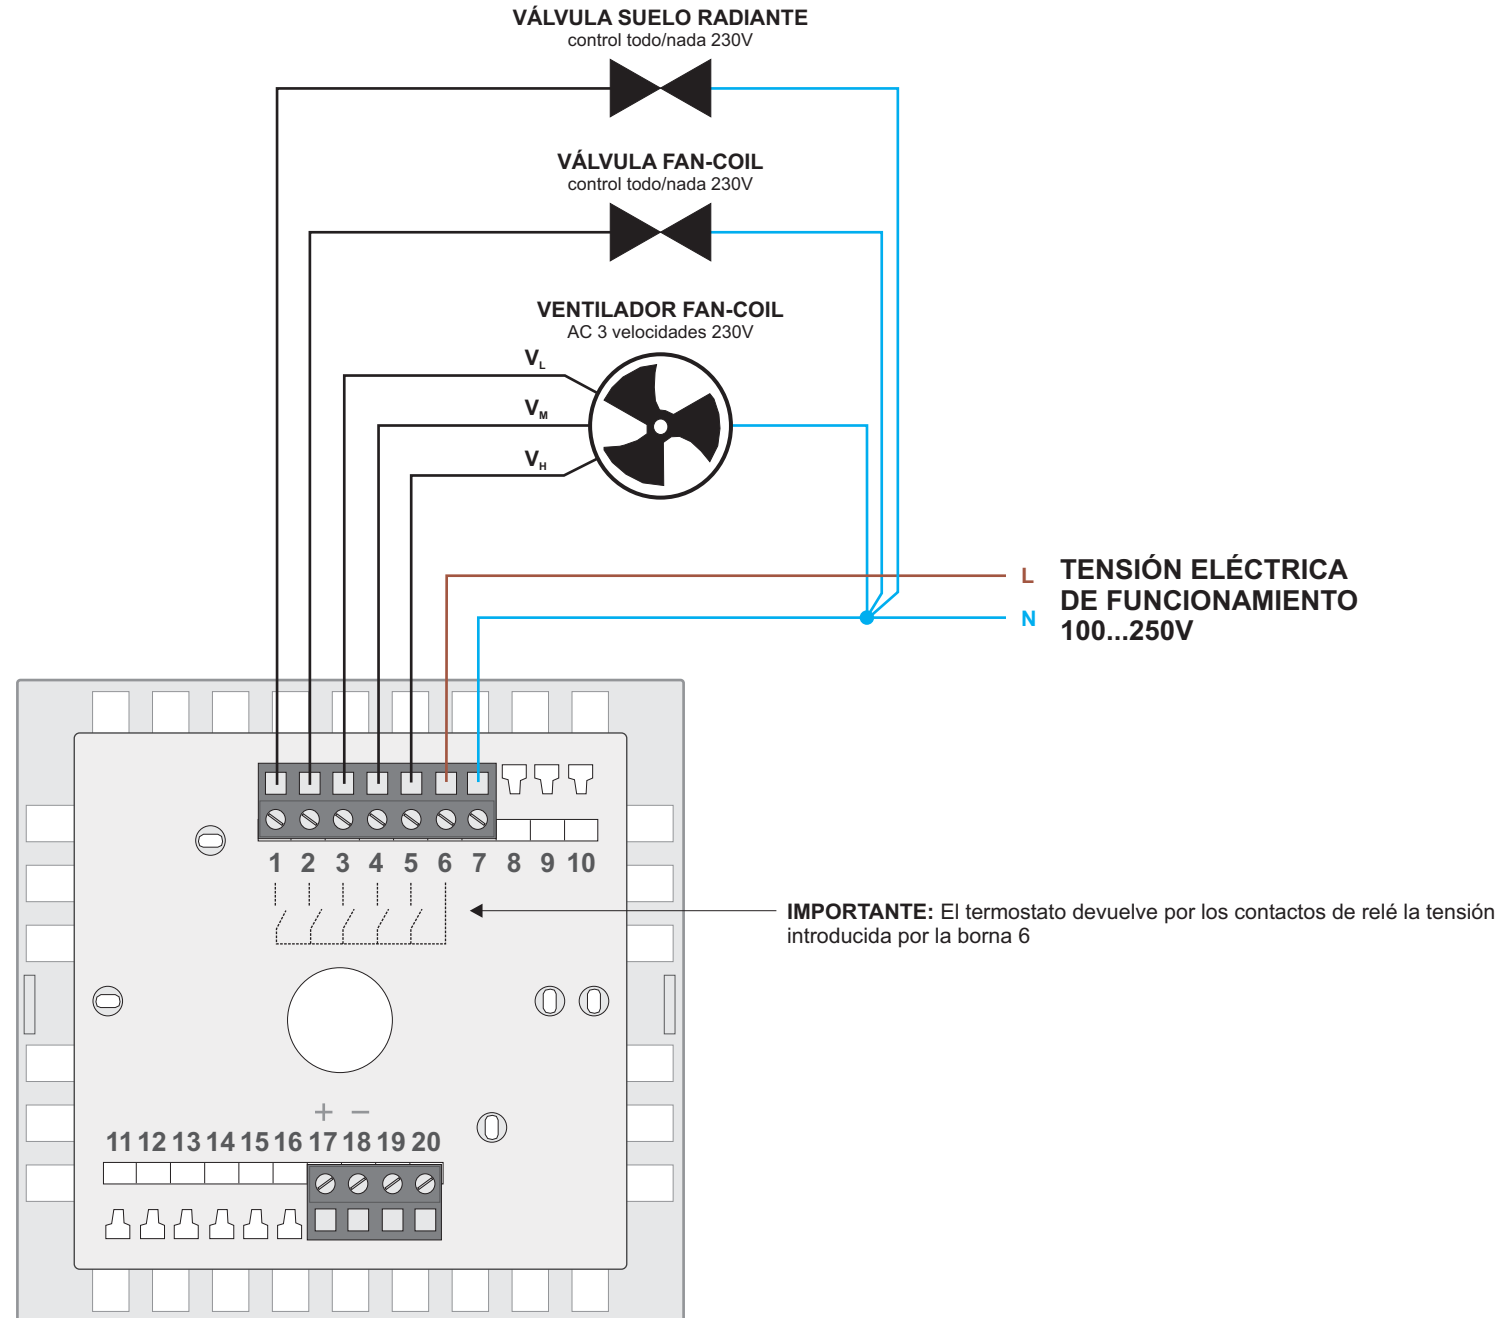 VÁLVULA SUELO RADIANTE
control todo/nada 230V
VÁLVULA FAN-COIL
control todo/nada 230V
VENTILADOR FAN-COIL
AC 3 velocidades 230V
VL
VM
VH
L
N
TENSIÓN ELÉCTRICA
DE FUNCIONAMIENTO
100...250V
1 2 3 4 5 6 7 8 9 10
IMPORTANTE: El termostato devuelve por los contactos de relé la tensión
introducida por la borna 6
+ −
11 12 13 14 15 16 17 18 19 20